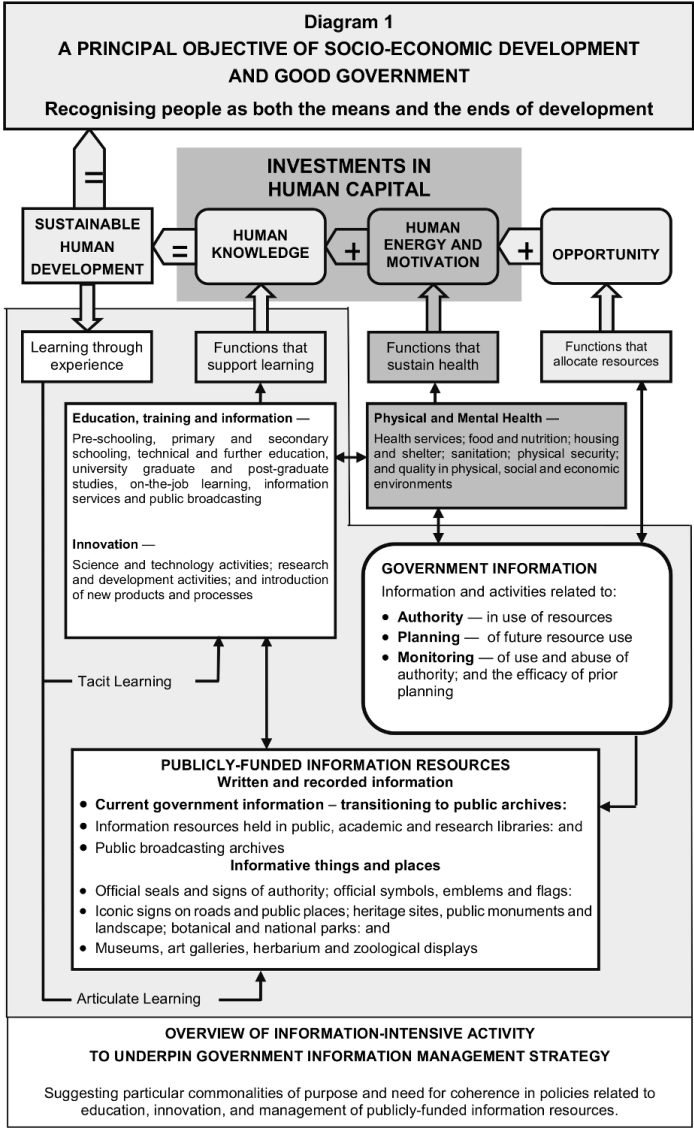 Diagram 1
A PRINCIPAL OBJECTIVE OF SOCIO-ECONOMIC DEVELOPMENT
AND GOOD GOVERNMENT
Recognising people as both the means and the ends of development
=
INVESTMENTS IN
HUMAN CAPITAL
SUSTAINABLE
HUMAN
DEVELOPMENT
=
HUMAN
KNOWLEDGE
+
HUMAN
ENERGY AND
MOTIVATION
+
OPPORTUNITY
Learning through
experience
Functions that
support learning
Functions that
sustain health
Functions that
allocate resources
Education, training and information —
Pre-schooling, primary and secondary
schooling, technical and further education,
university graduate and post-graduate
studies, on-the-job learning, information
services and public broadcasting
Innovation —
Science and technology activities; research
and development activities; and introduction
of new products and processes
Physical and Mental Health —
Health services; food and nutrition; housing
and shelter; sanitation; physical security;
and quality in physical, social and economic
environments
GOVERNMENT INFORMATION
Information and activities related to:
● Authority — in use of resources
● Planning — of future resource use
● Monitoring — of use and abuse of
authority; and the efficacy of prior
planning
Tacit Learning
PUBLICLY-FUNDED INFORMATION RESOURCES
Written and recorded information
● Current government information – transitioning to public archives:
● Information resources held in public, academic and research libraries: and
● Public broadcasting archives
Informative things and places
● Official seals and signs of authority; official symbols, emblems and flags:
● Iconic signs on roads and public places; heritage sites, public monuments and
landscape; botanical and national parks: and
● Museums, art galleries, herbarium and zoological displays
Articulate Learning
OVERVIEW OF INFORMATION-INTENSIVE ACTIVITY
TO UNDERPIN GOVERNMENT INFORMATION MANAGEMENT STRATEGY
Suggesting particular commonalities of purpose and need for coherence in policies related to
education, innovation, and management of publicly-funded information resources.